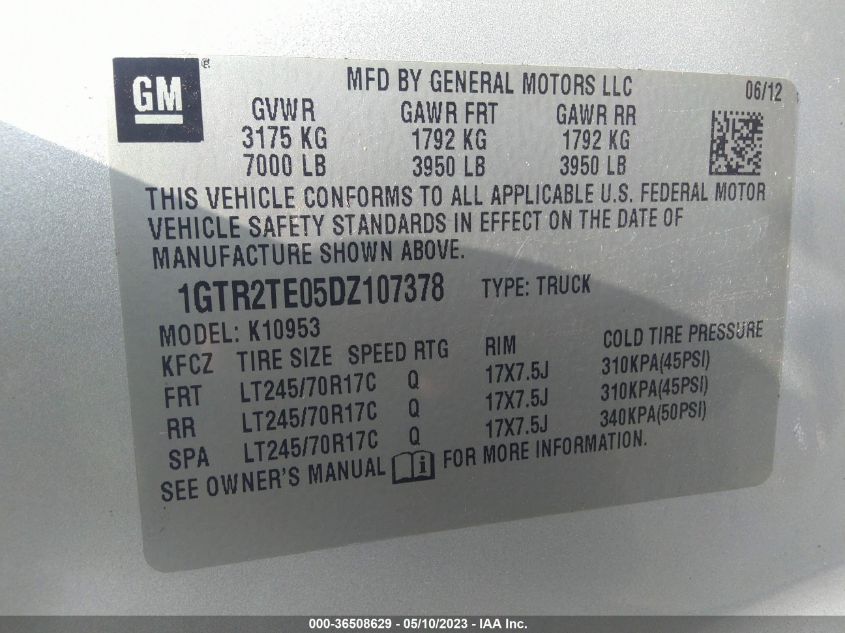 GM®
MFD BY GENERAL MOTORS LLC 06/12
GVWR GAWR FRT GAWR RR
3175 KG 1792 KG 1792 KG
7000 LB 3950 LB 3950 LB
THIS VEHICLE CONFORMS TO ALL APPLICABLE U.S. FEDERAL MOTOR
VEHICLE SAFETY STANDARDS IN EFFECT ON THE DATE OF
MANUFACTURE SHOWN ABOVE.
1GTR2TE05DZ107378 TYPE: TRUCK
MODEL: K10953
KFCZ TIRE SIZE SPEED RTG RIM COLD TIRE PRESSURE
FRT LT245/70R17C Q 17X7.5J 310KPA(45PSI)
RR LT245/70R17C Q 17X7.5J 310KPA(45PSI)
SPA LT245/70R17C Q 17X7.5J 340KPA(50PSI)
SEE OWNER'S MANUAL i FOR MORE INFORMATION.
000-36508629 - 05/10/2023 - IAA Inc.